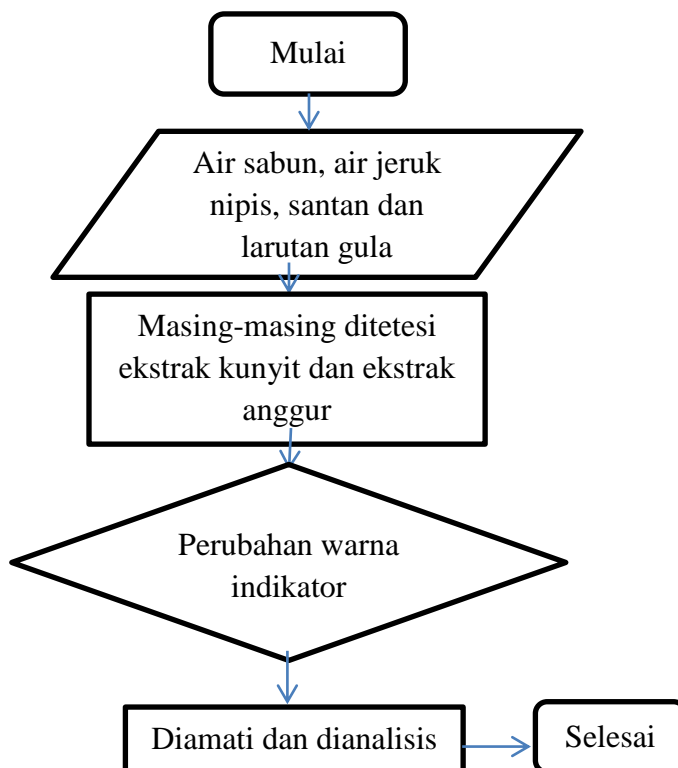 Mulai
Air sabun, air jeruk
nipis, santan dan
larutan gula
Masing-masing ditetesi
ekstrak kunyit dan ekstrak
anggur
Perubahan warna
indikator
Diamati dan dianalisis
Selesai